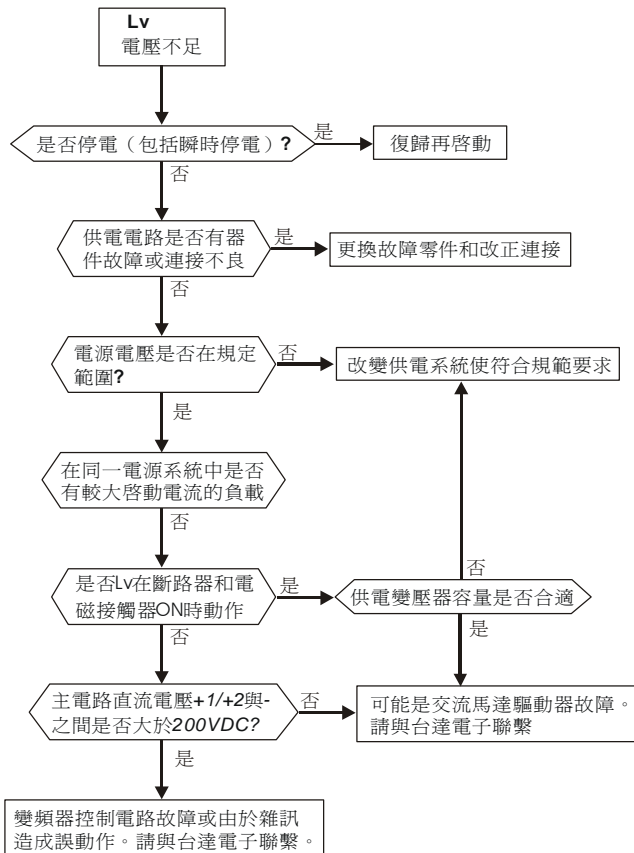 Lv
電壓不足
是否停電（包括瞬時停電）?
是
復歸再啓動
否
供電電路是否有器
件故障或連接不良
是
更換故障零件和改正連接
否
電源電壓是否在規定
範圍?
否
改變供電系統使符合規範要求
是
在同一電源系統中是否
有較大啓動電流的負載
否
是否Lv在斷路器和電
磁接觸器ON時動作
是
供電變壓器容量是否合適
否
是
否
主電路直流電壓+1/+2與-
之間是否大於200VDC?
否
可能是交流馬達驅動器故障。
請與台達電子聯繫
是
變頻器控制電路故障或由於雜訊
造成誤動作。請與台達電子聯繫。